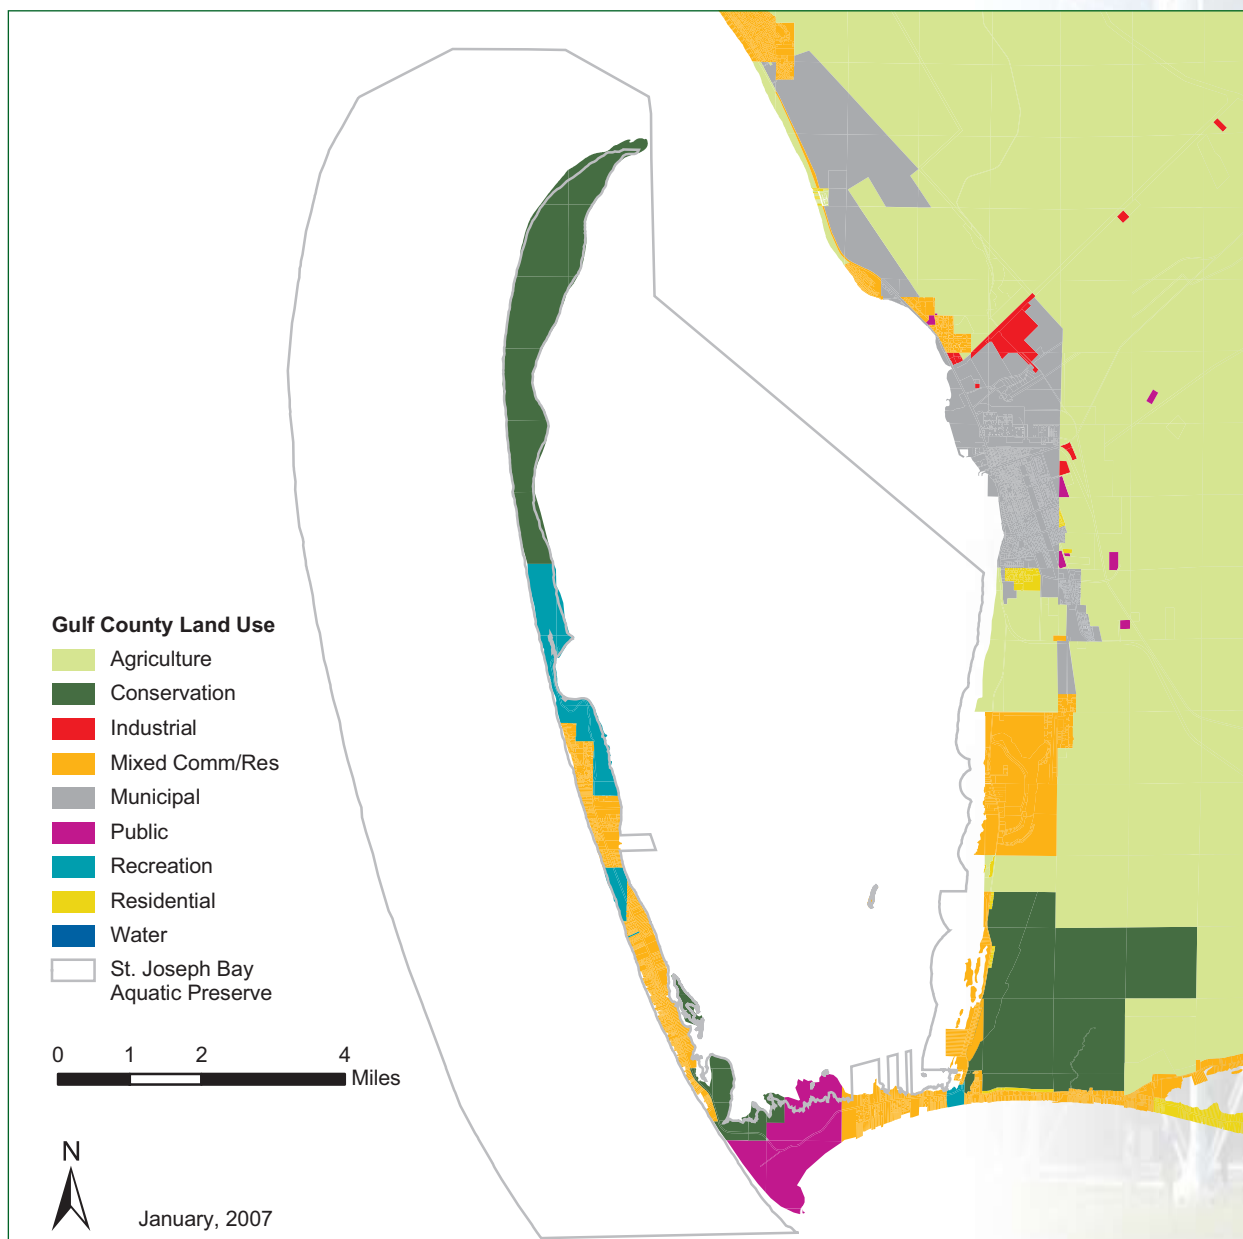 Gulf County Land Use
Agriculture
Conservation
Industrial
Mixed Comm/Res
Municipal
Public
Recreation
Residential
Water
St. Joseph Bay
Aquatic Preserve
0 1 2 4
Miles
N
January, 2007